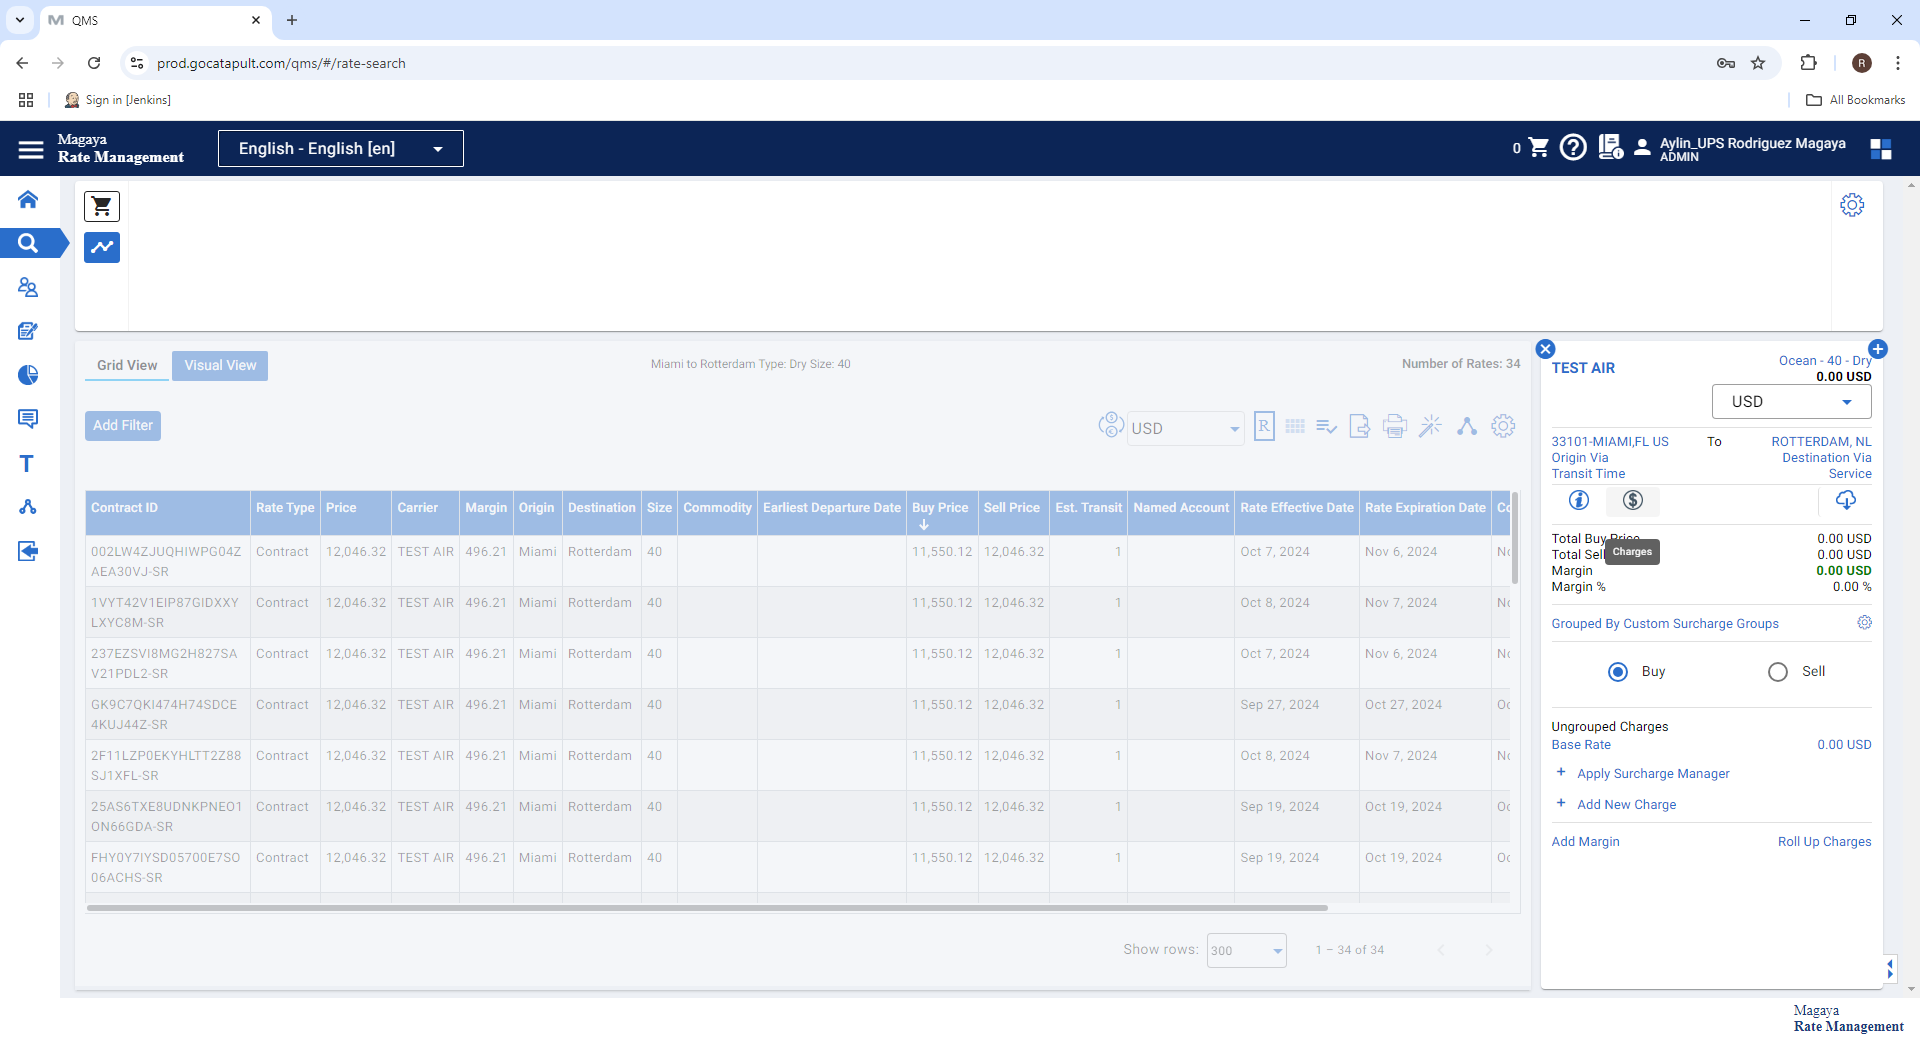 QMS
prod.gocatapult.com/qms/#/rate-search
R
Sign in [Jenkins]
All Bookmarks
Magaya
Rate Management
English - English [en]
0
Aylin_UPS Rodriguez Magaya
ADMIN
Grid View
Visual View
Miami to Rotterdam Type: Dry Size: 40
Number of Rates: 34
Add Filter
USD
R
Contract ID Rate Type Price Carrier Margin Origin Destination Size Commodity Earliest Departure Date Buy Price Sell Price Est. Transit Named Account Rate Effective Date Rate Expiration Date Co
002LW4ZJUQHIWPG04Z Contract 12,046.32 TEST AIR 496.21 Miami Rotterdam 40 11,550.12 12,046.32 1 Oct 7, 2024 Nov 6, 2024 No
AEA30VJ-SR
1VYT42V1EIP87GIDXXY Contract 12,046.32 TEST AIR 496.21 Miami Rotterdam 40 11,550.12 12,046.32 1 Oct 8, 2024 Nov 7, 2024 No
LXYC8M-SR
237EZSVI8MG2H827SA Contract 12,046.32 TEST AIR 496.21 Miami Rotterdam 40 11,550.12 12,046.32 1 Oct 7, 2024 Nov 6, 2024 No
V21PDL2-SR
GK9C7QKI474H74SDCE Contract 12,046.32 TEST AIR 496.21 Miami Rotterdam 40 11,550.12 12,046.32 1 Sep 27, 2024 Oct 27, 2024 Oc
4KUJ44Z-SR
2F11LZP0EKYHLTT2Z88 Contract 12,046.32 TEST AIR 496.21 Miami Rotterdam 40 11,550.12 12,046.32 1 Oct 8, 2024 Nov 7, 2024 No
SJ1XFL-SR
25AS6TXE8UDNKPNEO1 Contract 12,046.32 TEST AIR 496.21 Miami Rotterdam 40 11,550.12 12,046.32 1 Sep 19, 2024 Oct 19, 2024 Oc
ON66GDA-SR
FHY0Y7IYSD05700E7SO Contract 12,046.32 TEST AIR 496.21 Miami Rotterdam 40 11,550.12 12,046.32 1 Sep 19, 2024 Oct 19, 2024 Oc
06ACHS-SR
Show rows: 300 1 – 34 of 34
TEST AIR
Ocean - 40 - Dry
0.00 USD
USD
33101-MIAMI,FL US To ROTTERDAM, NL
Origin Via Destination Via
Transit Time Service
Total Buy Price 0.00 USD
Total Sell 0.00 USD
Charges
Margin 0.00 USD
Margin % 0.00 %
Grouped By Custom Surcharge Groups
Buy Sell
Ungrouped Charges
Base Rate 0.00 USD
+ Apply Surcharge Manager
+ Add New Charge
Add Margin Roll Up Charges
Magaya
Rate Management